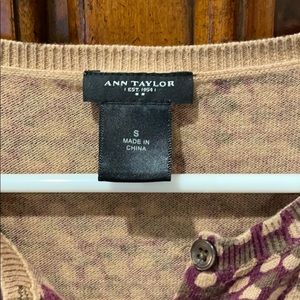 ANN TAYLOR
EST. 1954
S
MADE IN
CHINA